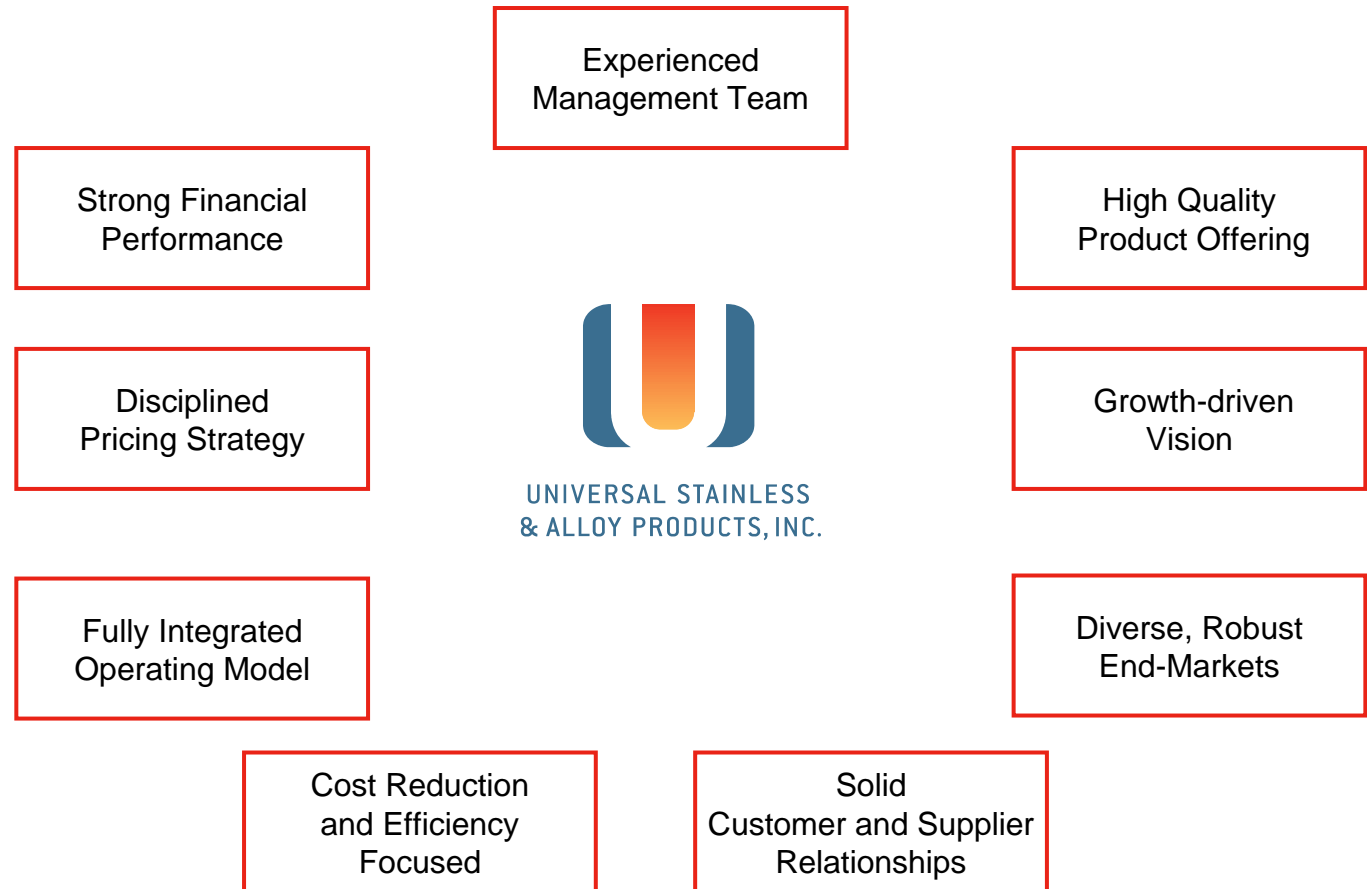 Experienced
Management Team
Strong Financial
Performance
High Quality
Product Offering
Disciplined
Pricing Strategy
Growth-driven
Vision
UNIVERSAL STAINLESS
& ALLOY PRODUCTS, INC.
Fully Integrated
Operating Model
Diverse, Robust
End-Markets
Cost Reduction
and Efficiency
Focused
Solid
Customer and Supplier
Relationships